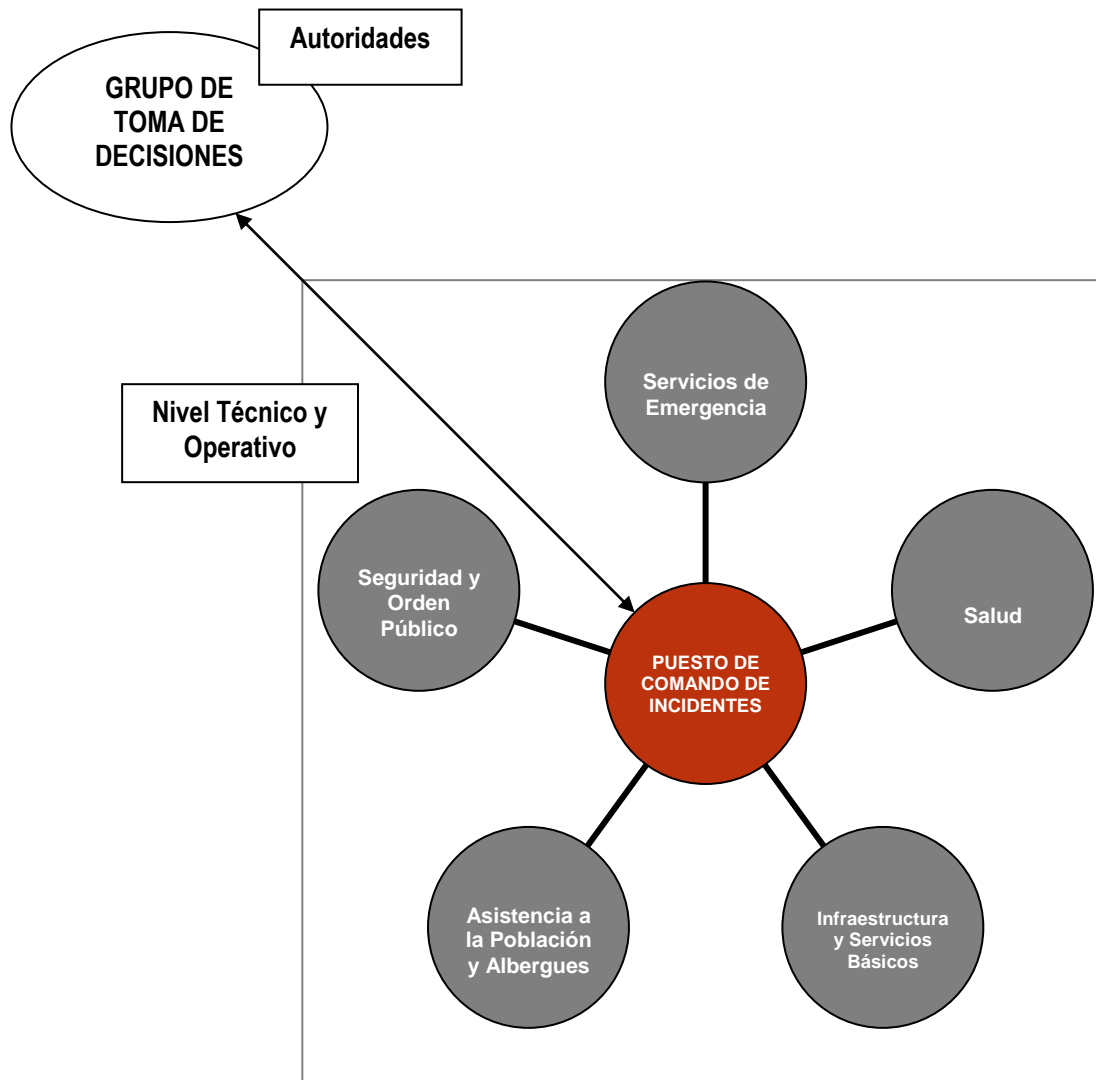 Autoridades
GRUPO DE
TOMA DE
DECISIONES
Nivel Técnico y
Operativo
Servicios de
Emergencia
Seguridad y
Orden
Público
Salud
PUESTO DE
COMANDO DE
INCIDENTES
Asistencia a
la Población
y Albergues
Infraestructura
y Servicios
Básicos